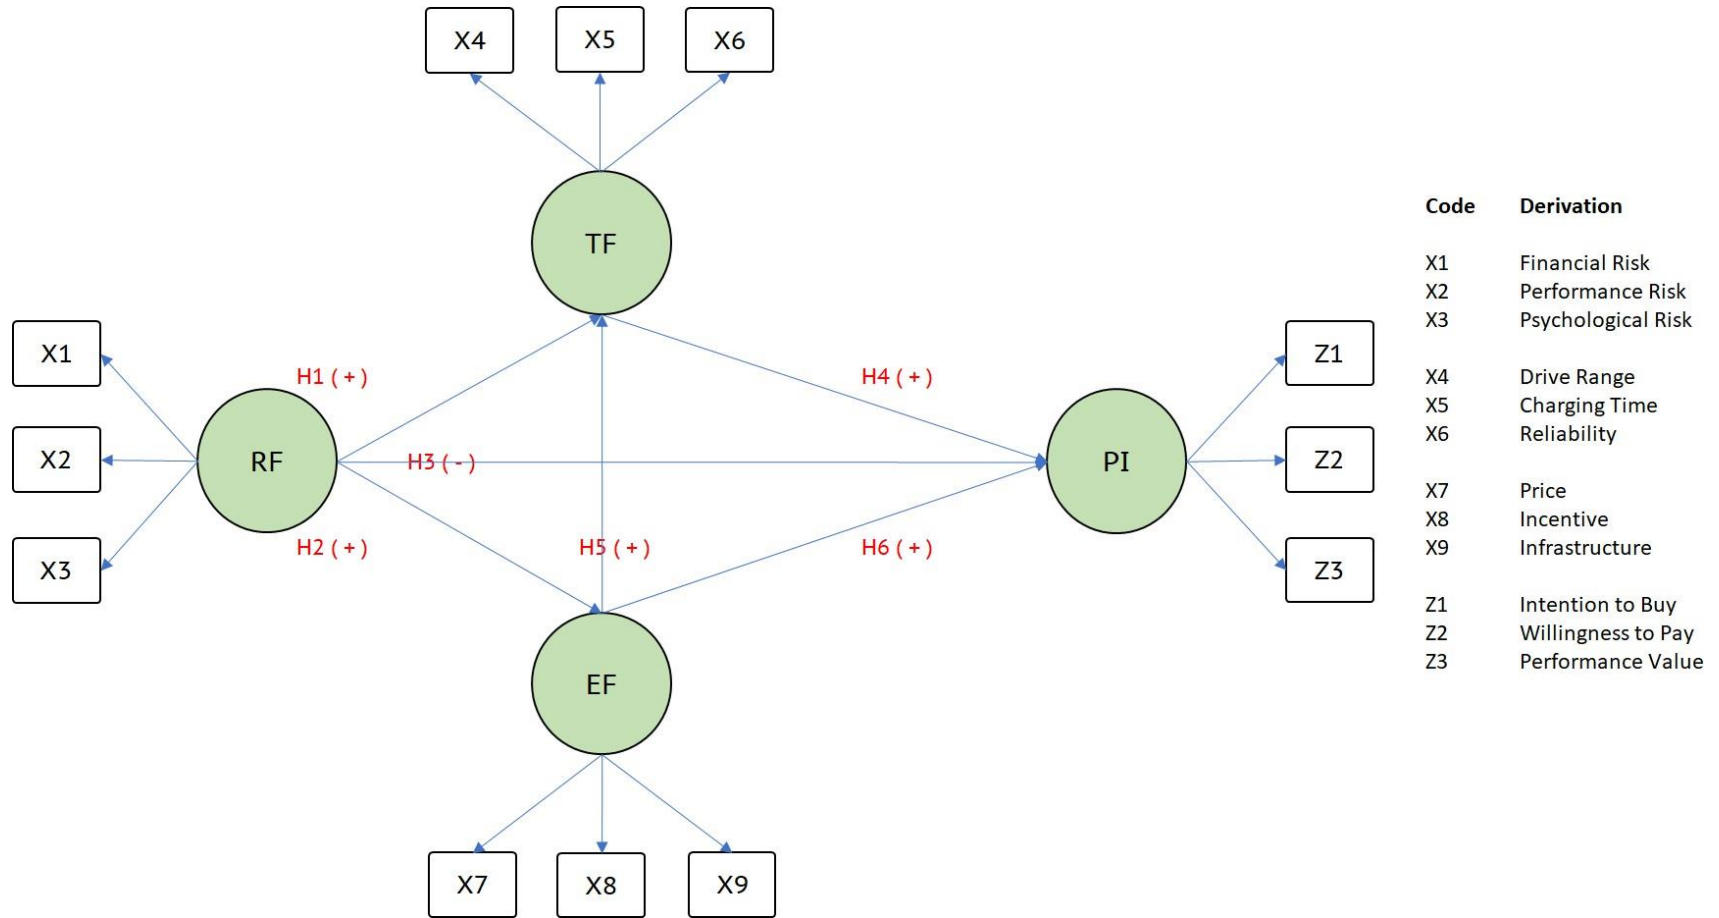 X4 X5 X6
TF
X1
H1 ( + )
H4 ( + )
Z1
X2
RF
H3 ( - )
PI
Z2
H2 ( + )
H5 ( + )
H6 ( + )
X3
Z3
EF
X7 X8 X9
Code Derivation
X1 Financial Risk
X2 Performance Risk
X3 Psychological Risk
X4 Drive Range
X5 Charging Time
X6 Reliability
X7 Price
X8 Incentive
X9 Infrastructure
Z1 Intention to Buy
Z2 Willingness to Pay
Z3 Performance Value